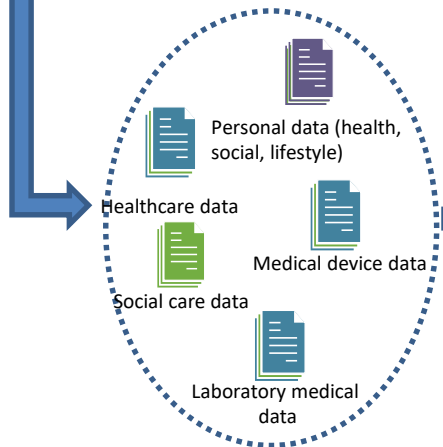 Personal data (health,
social, lifestyle)
Healthcare data
Medical device data
Social care data
Laboratory medical
data